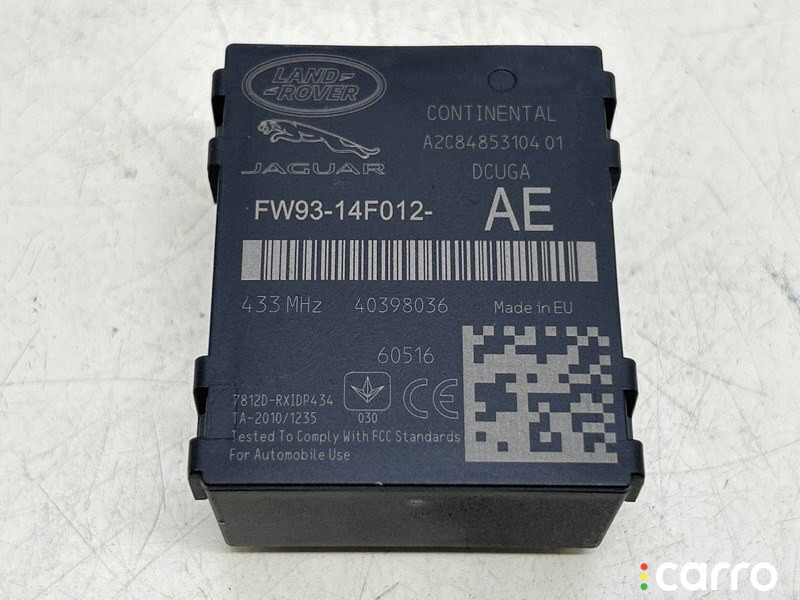 LAND ROVER
CONTINENTAL
A2C84853104 01
JAGUAR
DCUGA
FW93-14F012- AE
433 MHz 40398036 Made in EU
60516
7812D-RXIDP434
TA-2010/1235
030
CE
Tested To Comply With FCC Standards
For Automobile Use
carro